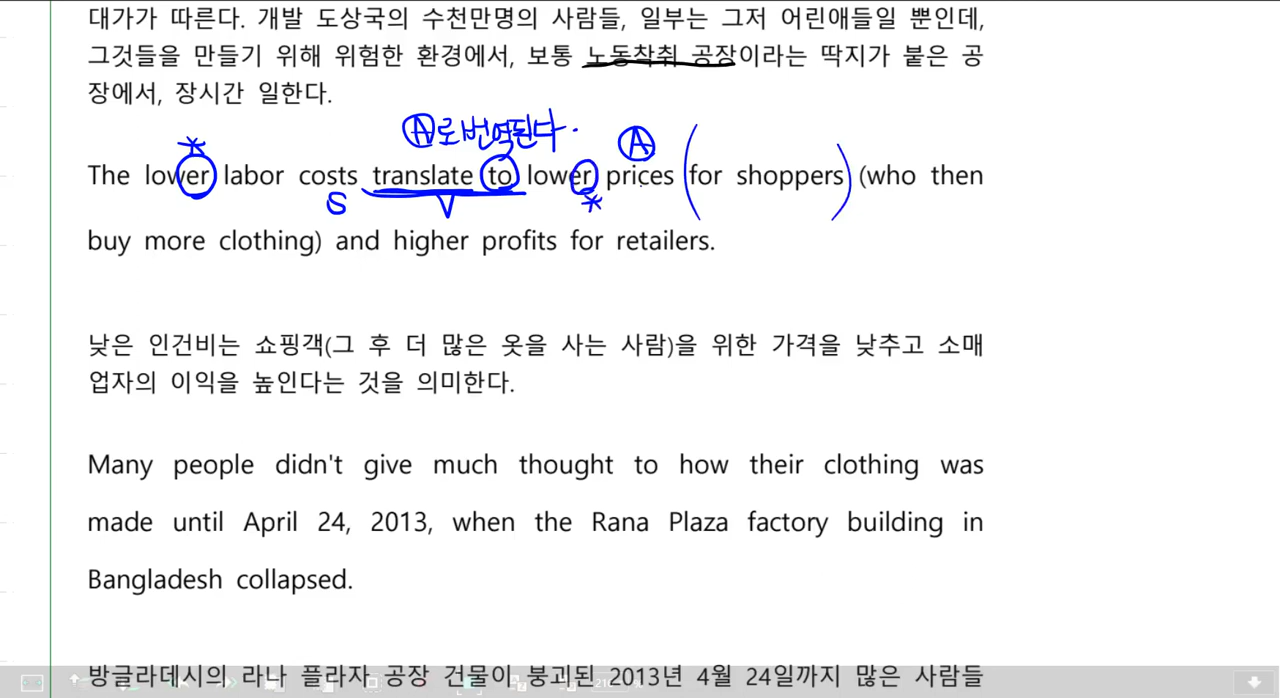 대가가 따른다. 개발 도상국의 수천만명의 사람들, 일부는 그저 어린애들일 뿐인데,
그것들을 만들기 위해 위험한 환경에서, 보통 노동착취 공장이라는 딱지가 붙은 공
장에서, 장시간 일한다.
Ⓐ로 번역된다.
* Ⓐ
The lower labor costs translate to lower prices (for shoppers) (who then
S V *
buy more clothing) and higher profits for retailers.
낮은 인건비는 쇼핑객(그 후 더 많은 옷을 사는 사람)을 위한 가격을 낮추고 소매
업자의 이익을 높인다는 것을 의미한다.
Many people didn't give much thought to how their clothing was
made until April 24, 2013, when the Rana Plaza factory building in
Bangladesh collapsed.
방글라데시의 라나 플라자 공장 건물이 붕괴된 2013년 4월 24일까지 많은 사람들